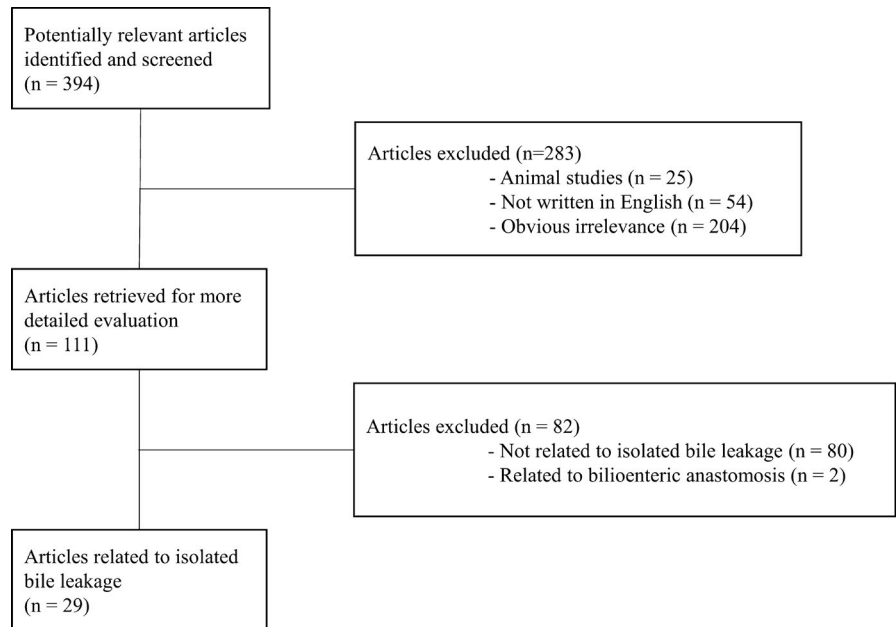 Potentially relevant articles
identified and screened
(n = 394)
Articles excluded (n=283)
- Animal studies (n = 25)
- Not written in English (n = 54)
- Obvious irrelevance (n = 204)
Articles retrieved for more
detailed evaluation
(n = 111)
Articles excluded (n = 82)
- Not related to isolated bile leakage (n = 80)
- Related to bilioenteric anastomosis (n = 2)
Articles related to isolated
bile leakage
(n = 29)